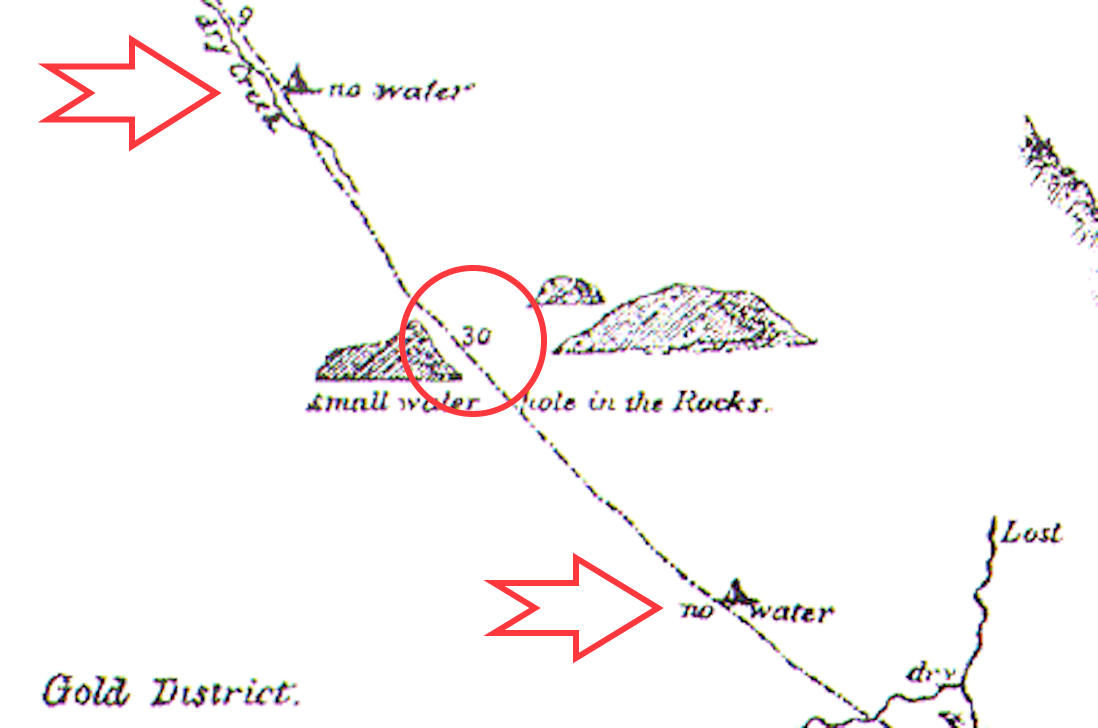 9
dry Creek
no water
30
small water hole in the Rocks.
Lost
no water
dry
Gold District.